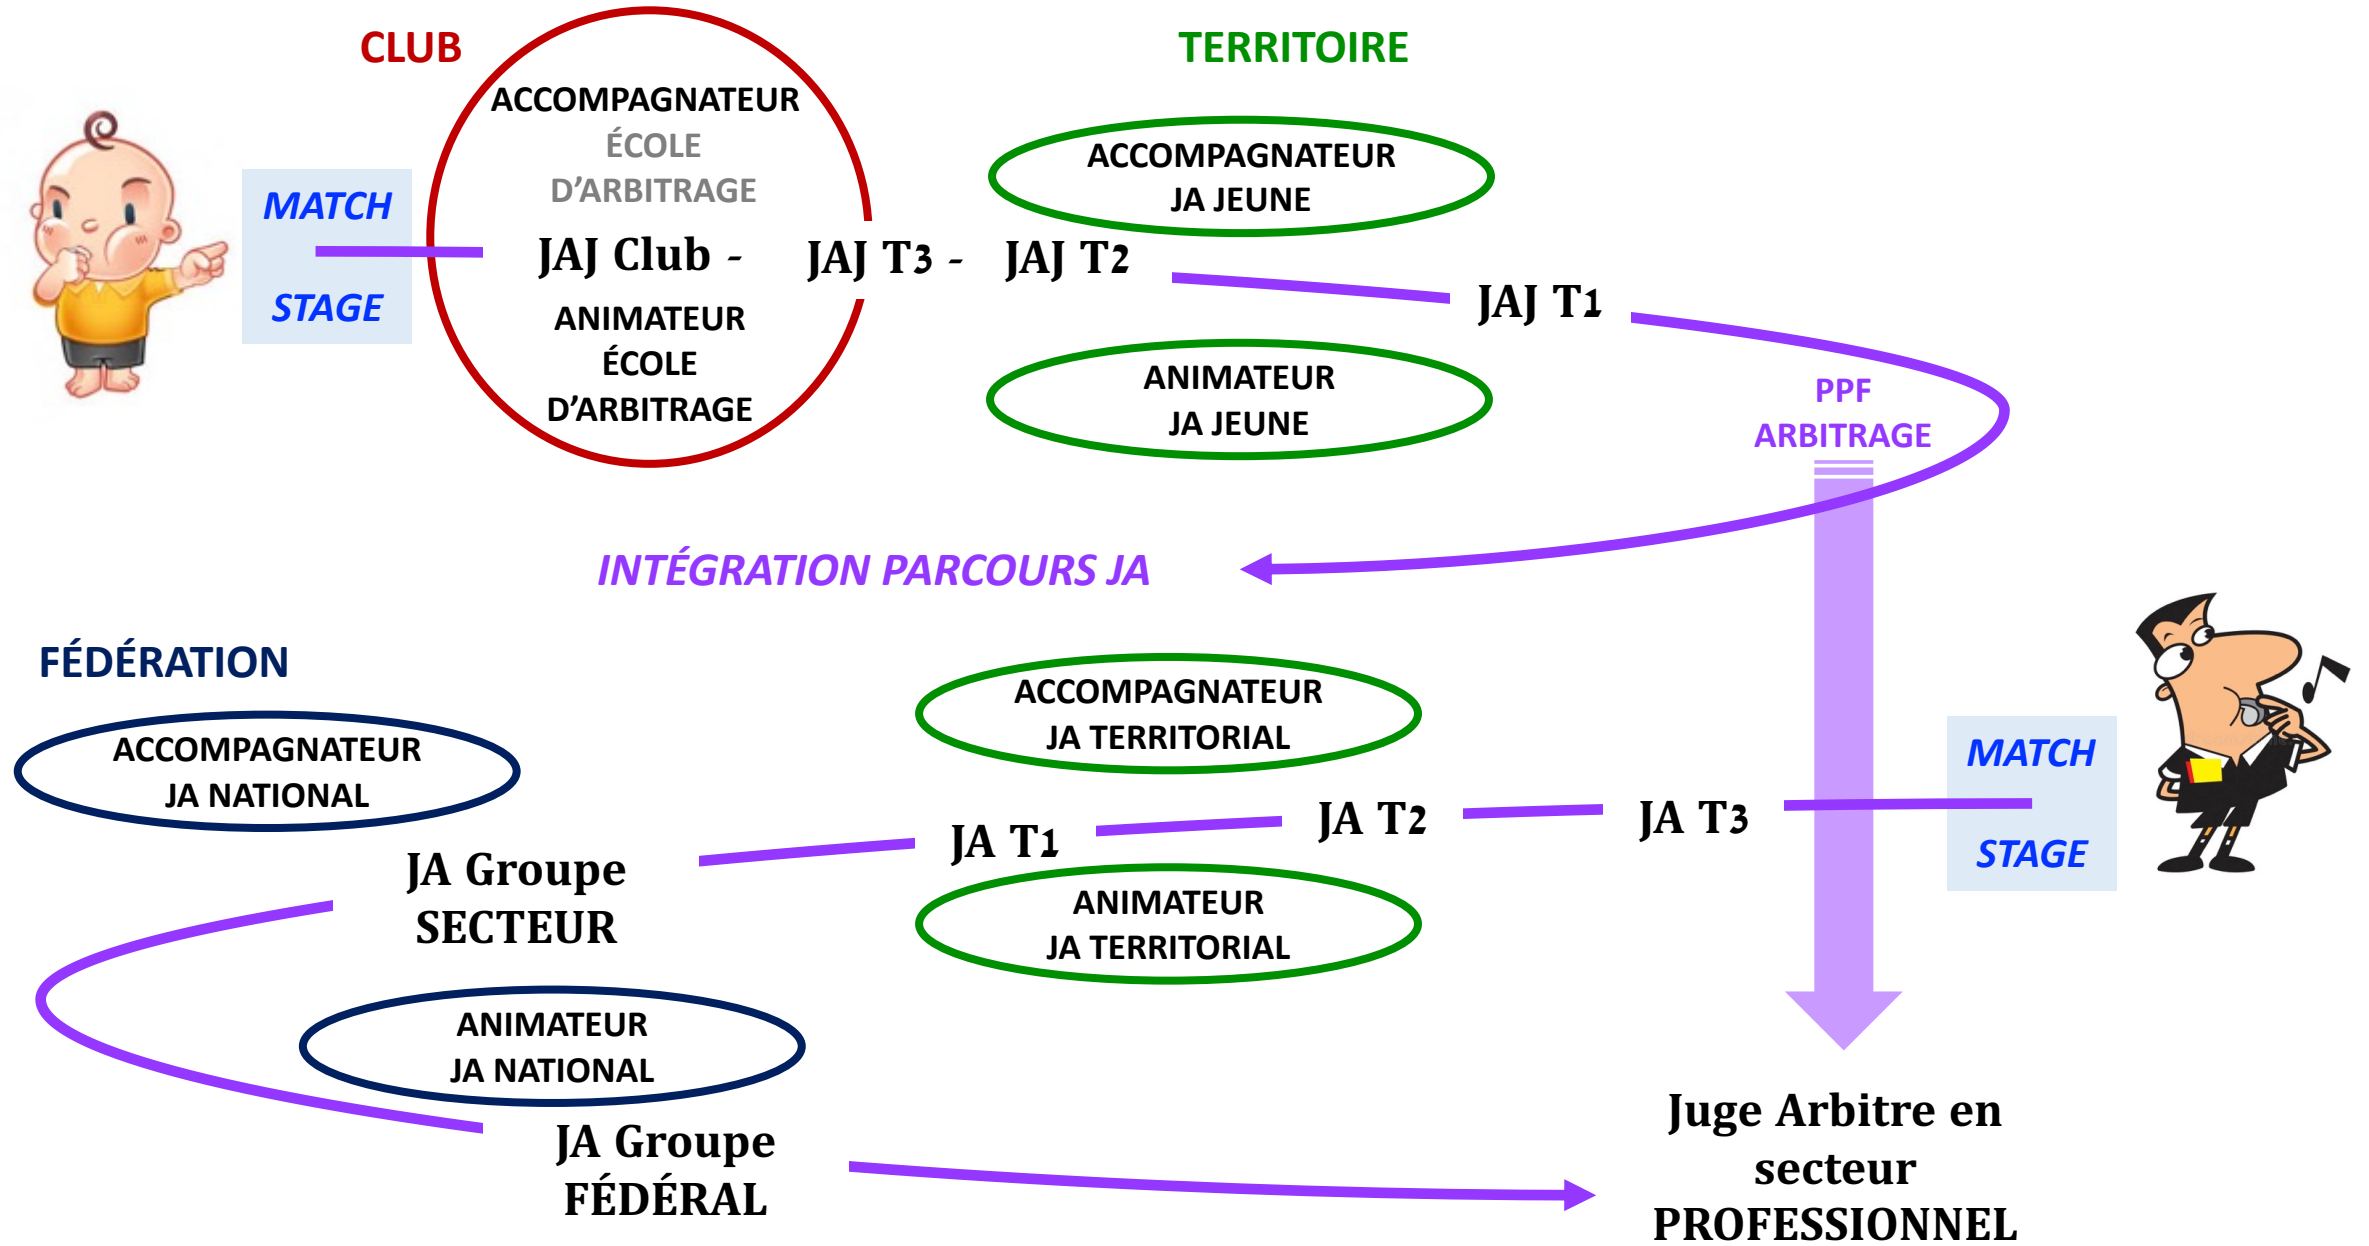 CLUB
TERRITOIRE
ACCOMPAGNATEUR
ÉCOLE
D’ARBITRAGE
ACCOMPAGNATEUR
JA JEUNE
MATCH
STAGE
JAJ Club -
JAJ T3 -
JAJ T2
JAJ T1
ANIMATEUR
ÉCOLE
D’ARBITRAGE
ANIMATEUR
JA JEUNE
PPF
ARBITRAGE
INTÉGRATION PARCOURS JA
FÉDÉRATION
ACCOMPAGNATEUR
JA NATIONAL
ACCOMPAGNATEUR
JA TERRITORIAL
MATCH
STAGE
JA Groupe
SECTEUR
JA T1
JA T2
JA T3
ANIMATEUR
JA TERRITORIAL
ANIMATEUR
JA NATIONAL
JA Groupe
FÉDÉRAL
Juge Arbitre en
secteur
PROFESSIONNEL